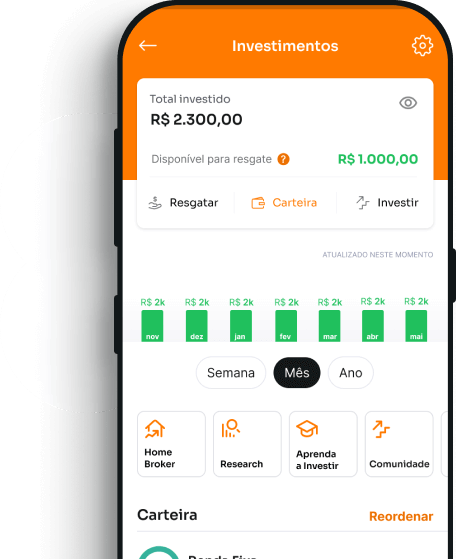 Investimentos
Total investido
R$ 2.300,00
Disponível para resgate ?
R$ 1.000,00
Resgatar Carteira Investir
ATUALIZADO NESTE MOMENTO
R$ 2k R$ 2k R$ 2k R$ 2k R$ 2k R$ 2k R$ 2k
nov dez jan fev mar abr mai
Semana Mês Ano
Home
Broker
Research
Aprenda
a Investir
Comunidade
Carteira
Reordenar